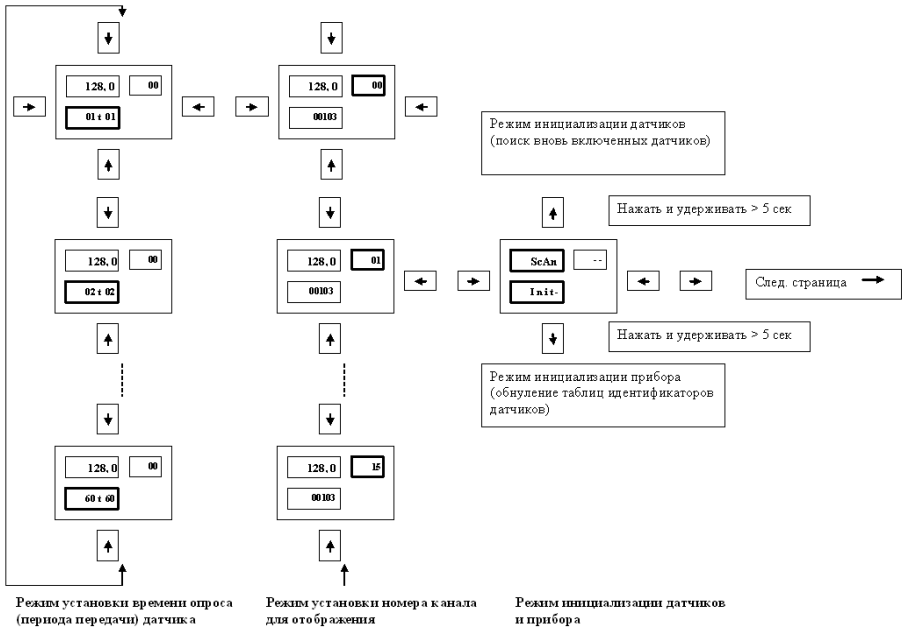 128,0 00
01 t 01
128,0 00
00103
Режим инициализации датчиков
(поиск вновь включенных датчиков)
Нажать и удерживать > 5 сек
128,0 00
02 t 02
128,0 01
00103
ScAn --
Init-
След. страница
Нажать и удерживать > 5 сек
Режим инициализации прибора
(обнуление таблиц идентификаторов
датчиков)
128,0 00
60 t 60
128,0 15
00103
Режим установки времени опроса
(периода передачи) датчика
Режим установки номера канала
для отображения
Режим инициализации датчиков
и прибора